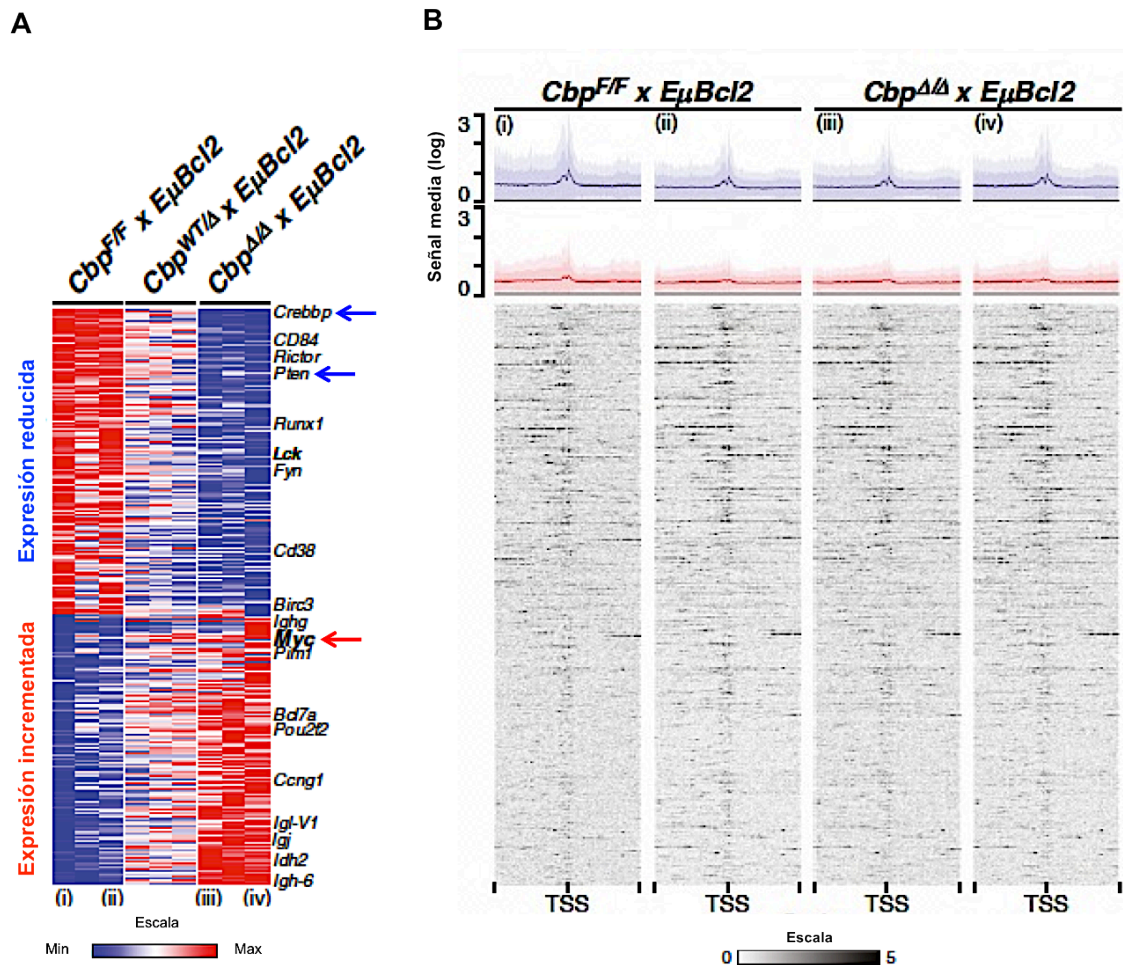 A
Cbp^F/F x EμBcl2
Cbp^WT/Δ x EμBcl2
Cbp^Δ/Δ x EμBcl2
Expresión reducida
Expresión incrementada
Crebbp
CD84
Rictor
Pten
Runx1
Lck
Fyn
Cd38
Birc3
Ighg
Myc
Pim1
Bcl7a
Pou2f2
Ccng1
Igl-V1
Igj
Idh2
Igh-6
(i) (ii) (iii) (iv)
Escala
Min Max
B
Cbp^F/F x EμBcl2 Cbp^Δ/Δ x EμBcl2
(i) (ii) (iii) (iv)
Señal media (log)
3
0
3
0
TSS TSS TSS TSS
Escala
0 5